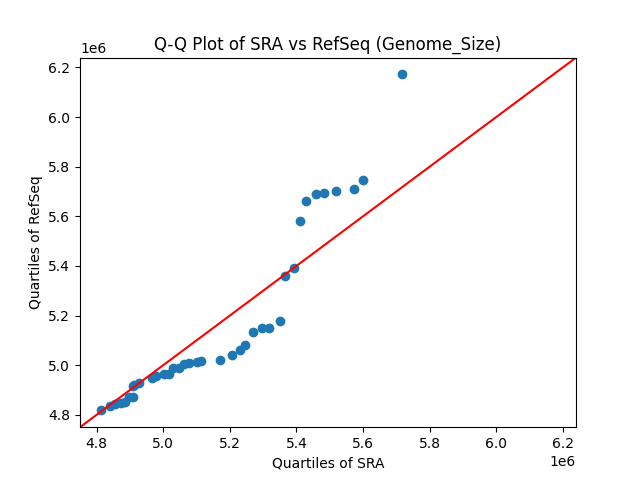 Q-Q Plot of SRA vs RefSeq (Genome_Size)
1e6
6.2
6.0
5.8
5.6
5.4
5.2
5.0
4.8
Quartiles of RefSeq
4.8 5.0 5.2 5.4 5.6 5.8 6.0 6.2
Quartiles of SRA
1e6